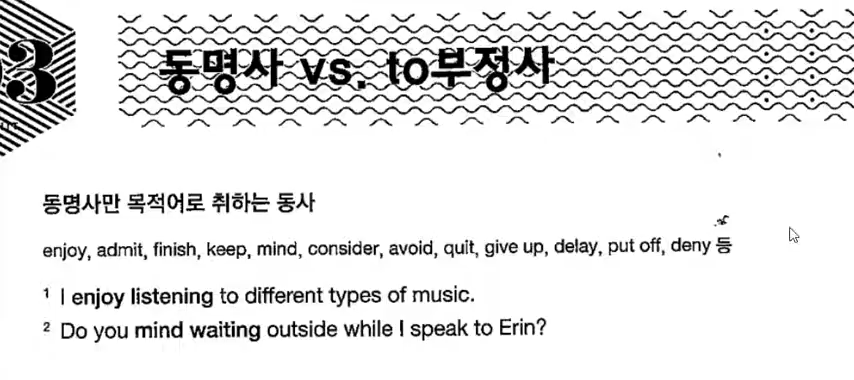 03
동명사 vs. to부정사
동명사만 목적어로 취하는 동사
enjoy, admit, finish, keep, mind, consider, avoid, quit, give up, delay, put off, deny 등
1 I enjoy listening to different types of music.
2 Do you mind waiting outside while I speak to Erin?